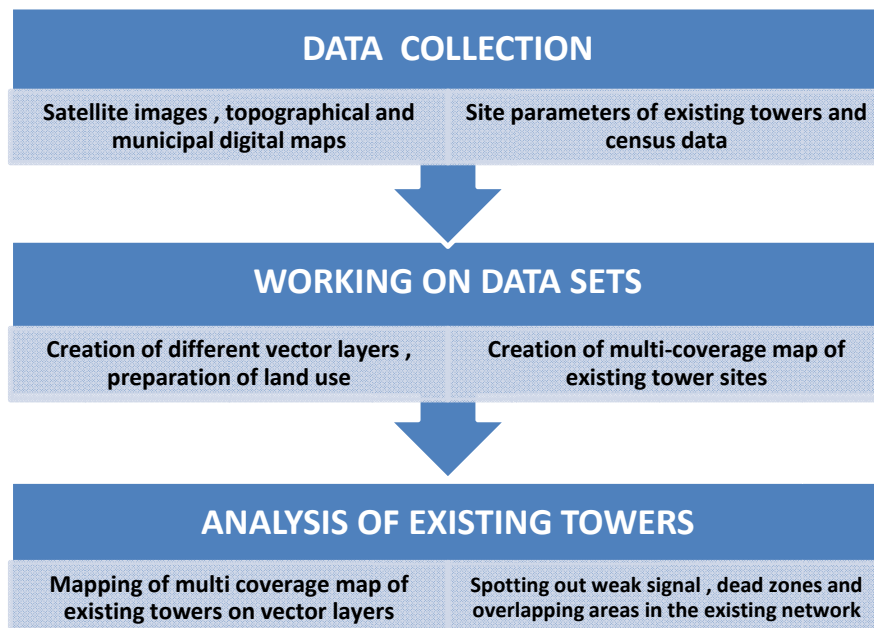 DATA COLLECTION
Satellite images , topographical and
municipal digital maps
Site parameters of existing towers and
census data
WORKING ON DATA SETS
Creation of different vector layers ,
preparation of land use
Creation of multi-coverage map of
existing tower sites
ANALYSIS OF EXISTING TOWERS
Mapping of multi coverage map of
existing towers on vector layers
Spotting out weak signal , dead zones and
overlapping areas in the existing network